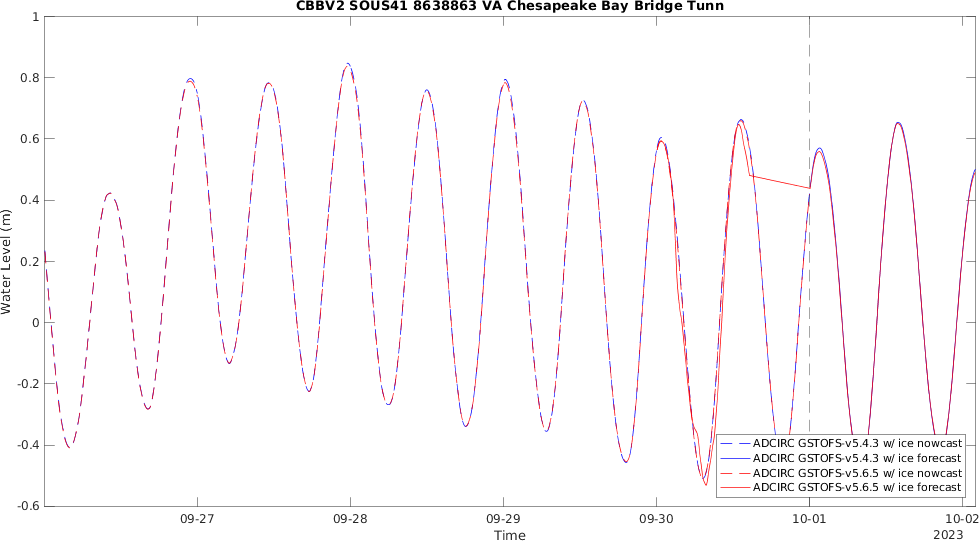 CBBV2 SOUS41 8638863 VA Chesapeake Bay Bridge Tunn
1
0.8
0.6
0.4
0.2
0
-0.2
-0.4
-0.6
Water Level (m)
ADCIRC GSTOFS-v5.4.3 w/ ice nowcast
ADCIRC GSTOFS-v5.4.3 w/ ice forecast
ADCIRC GSTOFS-v5.6.5 w/ ice nowcast
ADCIRC GSTOFS-v5.6.5 w/ ice forecast
09-27 09-28 09-29 09-30 10-01 10-02
Time
2023